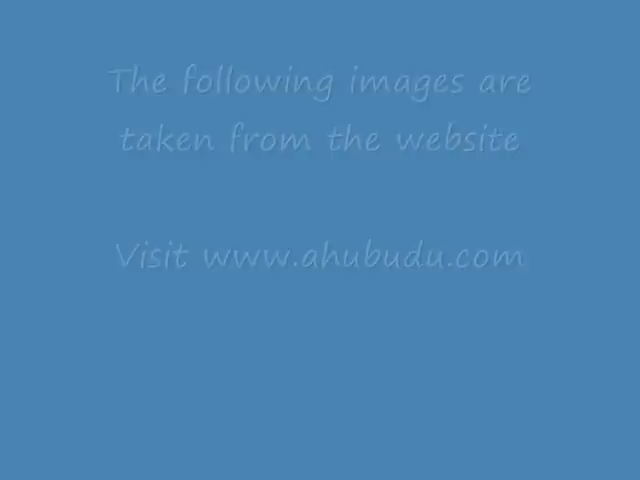 The following images are
taken from the website
Visit www.ahubudu.com